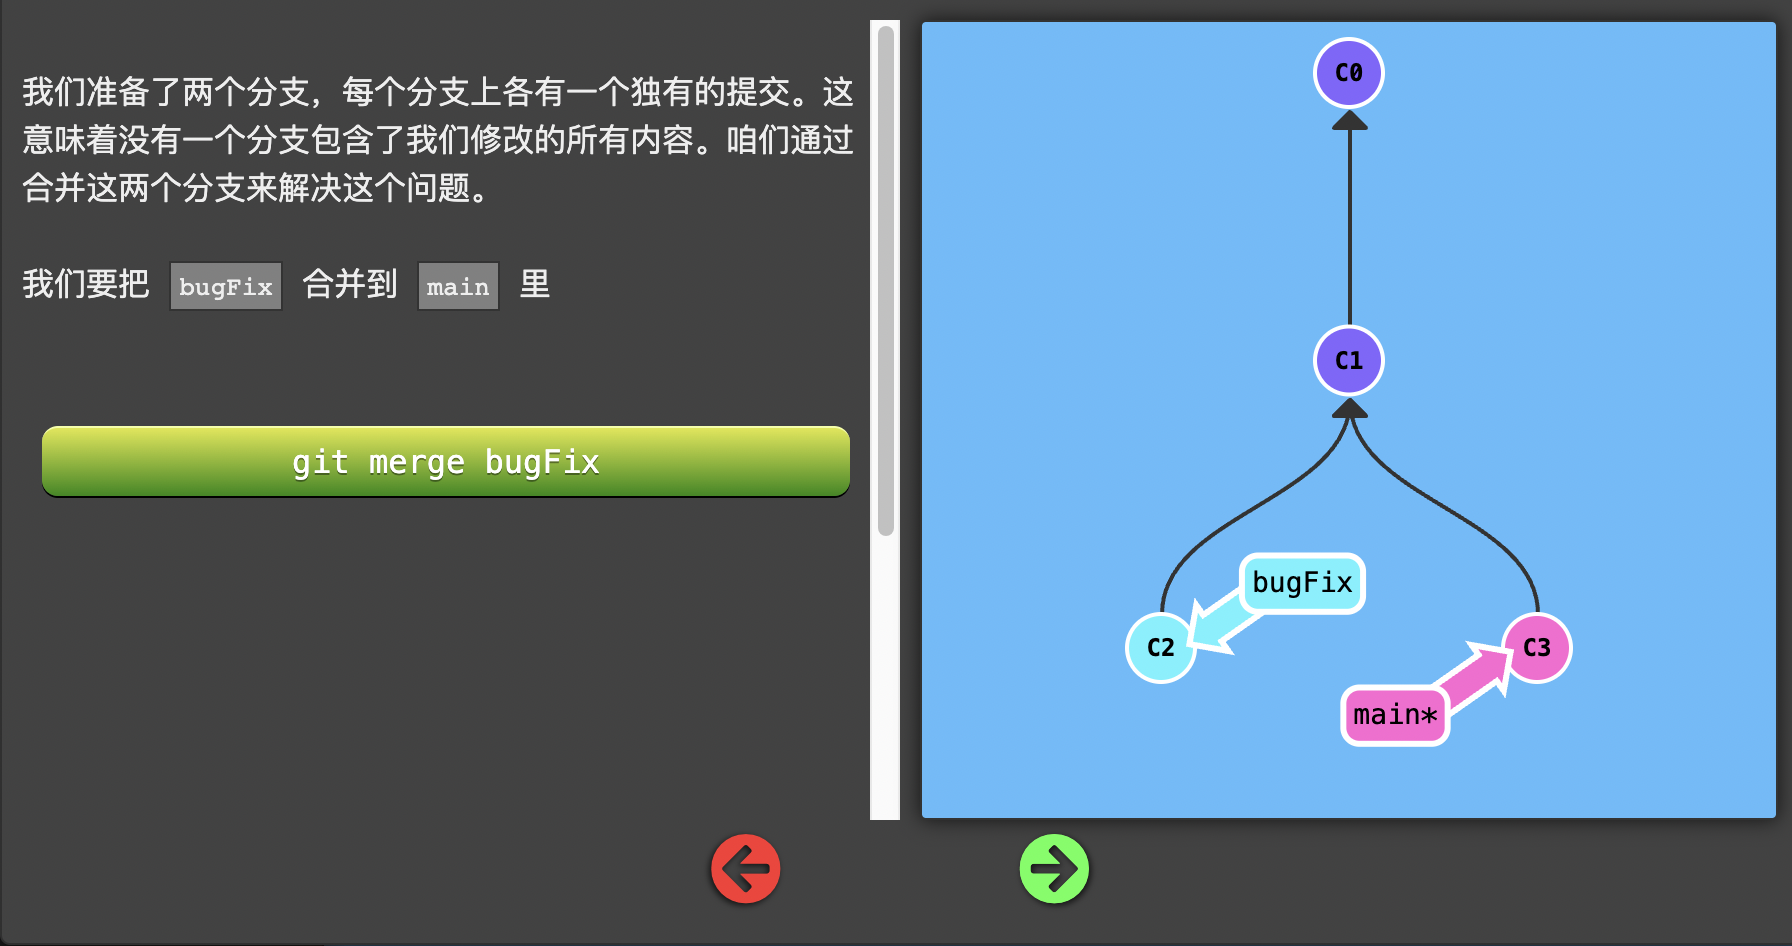 我们准备了两个分支，每个分支上各有一个独有的提交。这
意味着没有一个分支包含了我们修改的所有内容。咱们通过
合并这两个分支来解决这个问题。
我们要把 bugFix 合并到 main 里
git merge bugFix
C0
C1
bugFix
C2
C3
main*